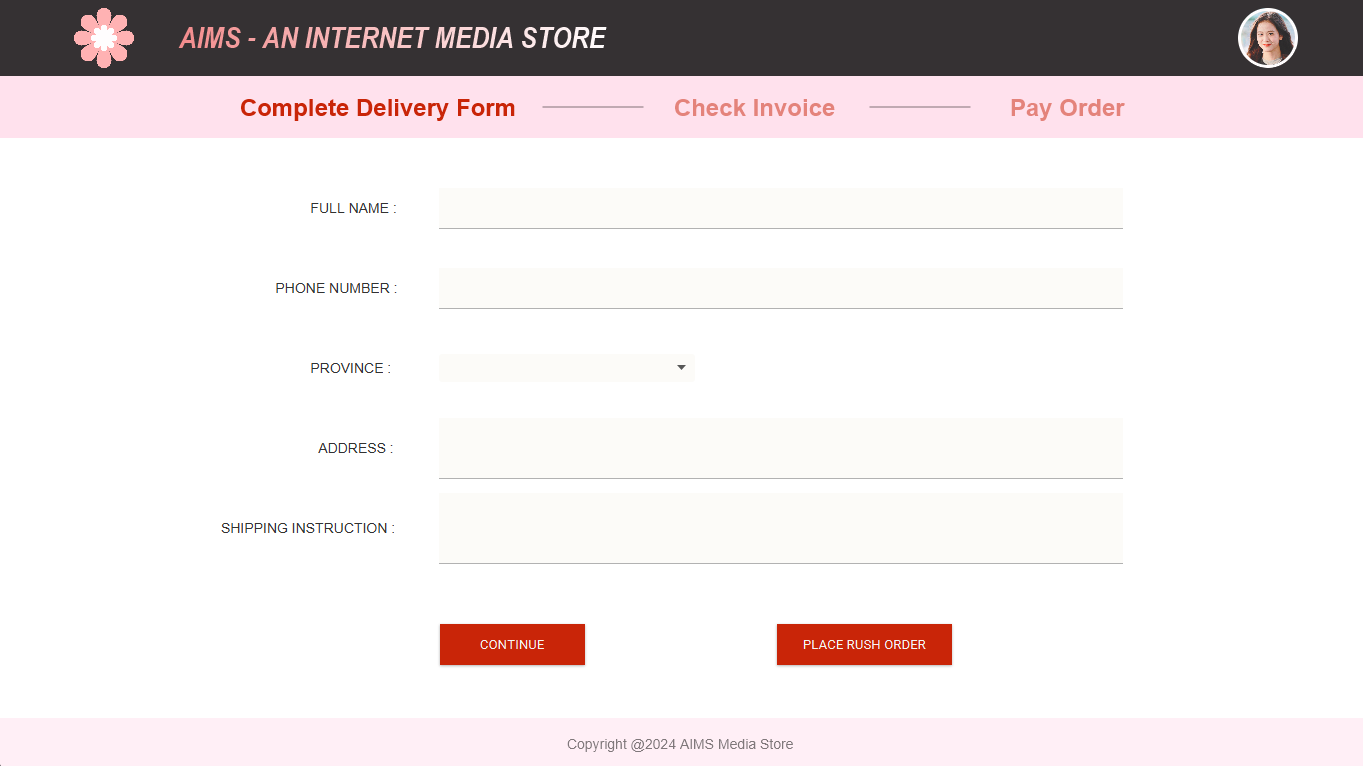 AIMS - AN INTERNET MEDIA STORE
Complete Delivery Form
Check Invoice
Pay Order
FULL NAME :
PHONE NUMBER :
PROVINCE :
ADDRESS :
SHIPPING INSTRUCTION :
CONTINUE
PLACE RUSH ORDER
Copyright @2024 AIMS Media Store